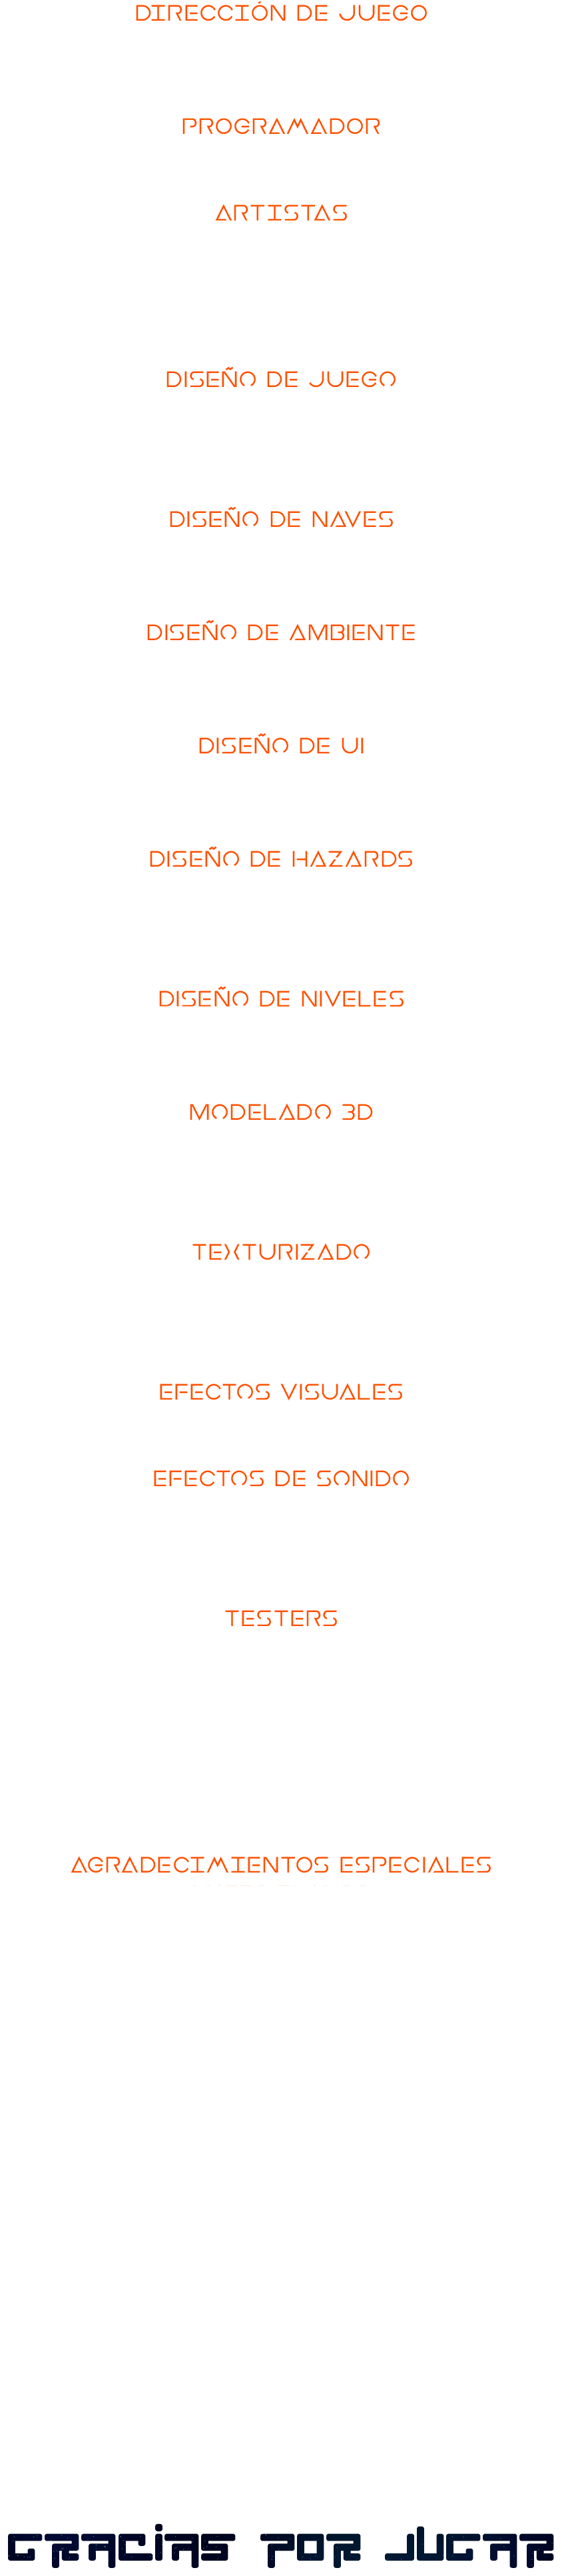 DIRECCIÓN DE JUEGO
PROGRAMADOR
ARTISTAS
DISEÑO DE JUEGO
DISEÑO DE NAVES
DISEÑO DE AMBIENTE
DISEÑO DE UI
DISEÑO DE HAZARDS
DISEÑO DE NIVELES
MODELADO 3D
TEXTURIZADO
EFECTOS VISUALES
EFECTOS DE SONIDO
TESTERS
AGRADECIMIENTOS ESPECIALES
GRACIAS POR JUGAR